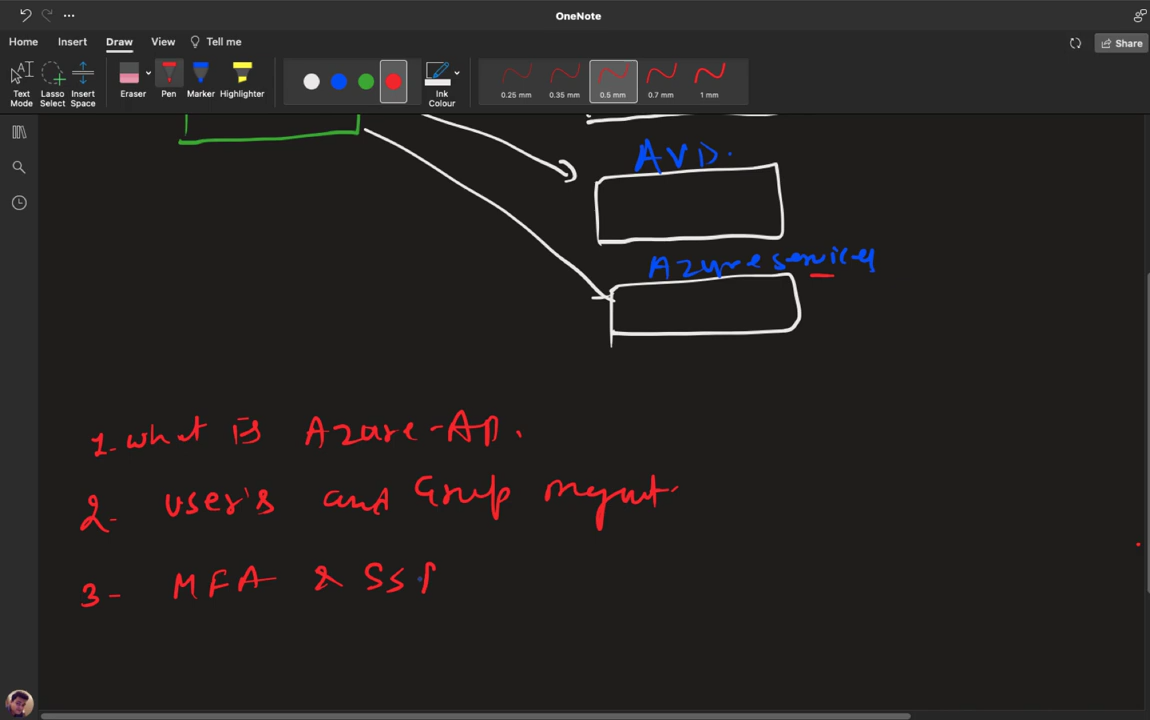 OneNote
Home Insert Draw View Tell me
Share
Text Mode
Lasso Select
Insert Space
Eraser
Pen
Marker
Highlighter
Ink Colour
0.25 mm 0.35 mm 0.5 mm 0.7 mm 1 mm
AVD.
Azure services
1- what is Azure-AD.
2- user's and Group mgmt-
3- MFA & SSP